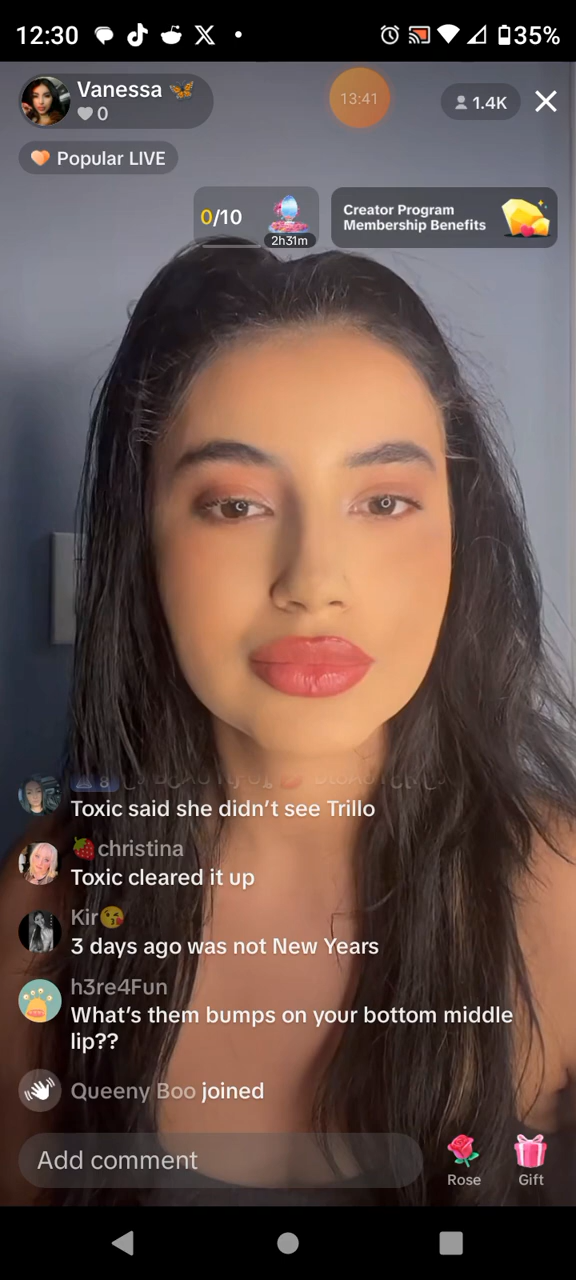 12:30
35%
Vanessa 🦋
0
13:41
1.4K
Popular LIVE
0/10
2h31m
Creator Program
Membership Benefits
8
Toxic said she didn't see Trillo
🍓christina
Toxic cleared it up
Kir😘
3 days ago was not New Years
h3re4Fun
What's them bumps on your bottom middle
lip??
Queeny Boo joined
Add comment
Rose
Gift